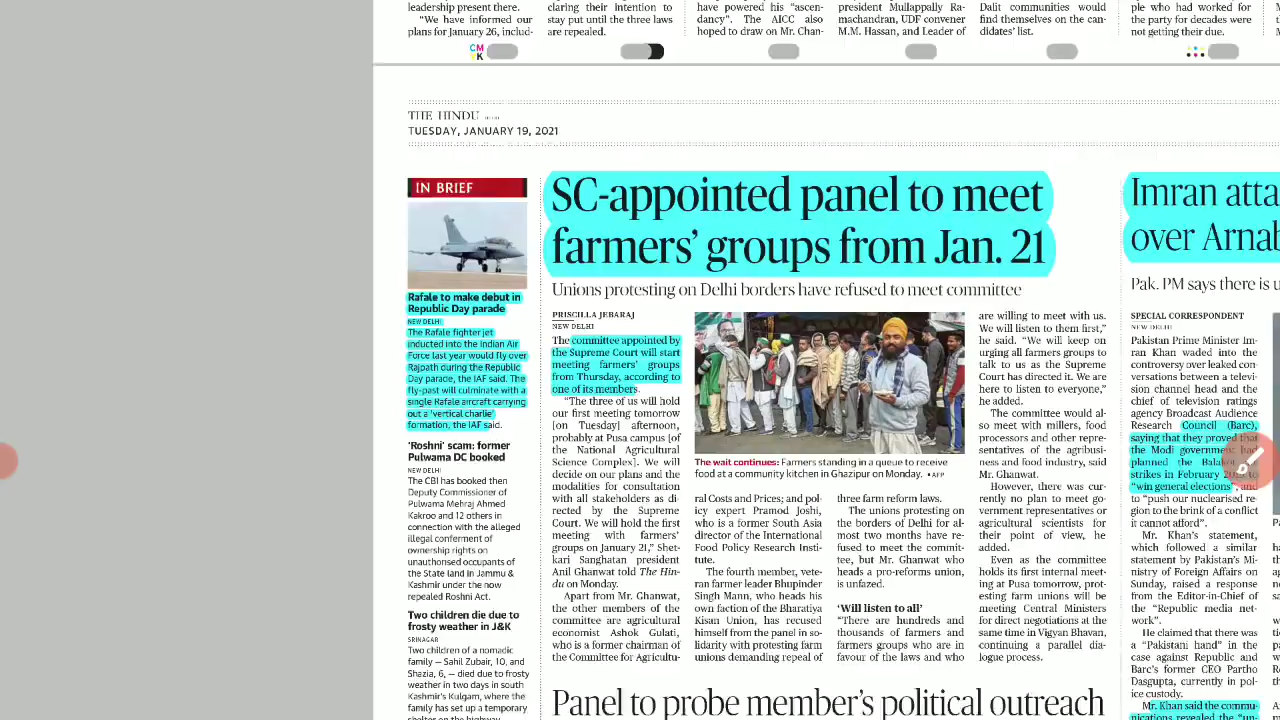 leadership present there.
"We have informed our
plans for January 26, includ-
claring their intention to
stay put until the three laws
are repealed.
have powered his "ascen-
dancy". The AICC also
hoped to draw on Mr. Chan-
president Mullappally Ra-
machandran, UDF convener
M.M. Hassan, and Leader of
Dalit communities would
find themselves on the can-
didates' list.
ple who had worked for
the party for decades were
not getting their due.
CM
YK
THE HINDU
TUESDAY, JANUARY 19, 2021
IN BRIEF
Rafale to make debut in
Republic Day parade
NEW DELHI
The Rafale fighter jet
inducted into the Indian Air
Force last year would fly over
Rajpath during the Republic
Day parade, the IAF said. The
fly-past will culminate with a
single Rafale aircraft carrying
out a 'vertical charlie'
formation, the IAF said.
'Roshni' scam: former
Pulwama DC booked
NEW DELHI
The CBI has booked then
Deputy Commissioner of
Pulwama Mehraj Ahmed
Kakroo and 12 others in
connection with the alleged
illegal conferment of
ownership rights on
unauthorised occupants of
the State land in Jammu &
Kashmir under the now
repealed Roshni Act.
Two children die due to
frosty weather in J&K
SRINAGAR
Two children of a nomadic
family — Sahil Zubair, 10, and
Shazia, 6, — died due to frosty
weather in two days in south
Kashmir's Kulgam, where the
family has set up a temporary
shelter on the highway
SC-appointed panel to meet
farmers' groups from Jan. 21
Unions protesting on Delhi borders have refused to meet committee
PRISCILLA JEBARAJ
NEW DELHI
The committee appointed by
the Supreme Court will start
meeting farmers' groups
from Thursday, according to
one of its members.
"The three of us will hold
our first meeting tomorrow
[on Tuesday] afternoon,
probably at Pusa campus [of
the National Agricultural
Science Complex]. We will
decide on our plans and the
modalities for consultation
with all stakeholders as di-
rected by the Supreme
Court. We will hold the first
meeting with farmers'
groups on January 21," Shet-
kari Sanghatan president
Anil Ghanwat told The Hin-
du on Monday.
Apart from Mr. Ghanwat,
the other members of the
committee are agricultural
economist Ashok Gulati,
who is a former chairman of
the Committee for Agricultu-
The wait continues: Farmers standing in a queue to receive
food at a community kitchen in Ghazipur on Monday. • AFP
ral Costs and Prices; and pol-
icy expert Pramod Joshi,
who is a former South Asia
director of the International
Food Policy Research Insti-
tute.
The fourth member, vete-
ran farmer leader Bhupinder
Singh Mann, who heads his
own faction of the Bharatiya
Kisan Union, has recused
himself from the panel in so-
lidarity with protesting farm
unions demanding repeal of
three farm reform laws.
The unions protesting on
the borders of Delhi for al-
most two months have re-
fused to meet the commit-
tee, but Mr. Ghanwat who
heads a pro-reforms union,
is unfazed.
'Will listen to all'
"There are hundreds and
thousands of farmers and
farmers groups who are in
favour of the laws and who
are willing to meet with us.
We will listen to them first,"
he said. "We will keep on
urging all farmers groups to
talk to us as the Supreme
Court has directed it. We are
here to listen to everyone,"
he added.
The committee would al-
so meet with millers, food
processors and other repre-
sentatives of the agribusi-
ness and food industry, said
Mr. Ghanwat.
However, there was cur-
rently no plan to meet go-
vernment representatives or
agricultural scientists for
their point of view, he
added.
Even as the committee
holds its first internal meet-
ing at Pusa tomorrow, prot-
esting farm unions will be
meeting Central Ministers
for direct negotiations at the
same time in Vigyan Bhavan,
continuing a parallel dia-
logue process.
Panel to probe member's political outreach
Imran atta
over Arnab
Pak. PM says there is u
SPECIAL CORRESPONDENT
NEW DELHI
Pakistan Prime Minister Im-
ran Khan waded into the
controversy over leaked con-
versations between a televi-
sion channel head and the
chief of television ratings
agency Broadcast Audience
Research Council (Barc),
saying that they proved that
the Modi government had
planned the Balakot
strikes in February to
"win general elections", and
to "push our nuclearised re-
gion to the brink of a conflict
it cannot afford".
Mr. Khan's statement,
which followed a similar
statement by Pakistan's Mi-
nistry of Foreign Affairs on
Sunday, raised a response
from the Editor-in-Chief of
the "Republic media net-
work".
He claimed that there was
a "Pakistani hand" in the
case against Republic and
Barc's former CEO Partho
Dasgupta, currently in pol-
ice custody.
Mr. Khan said the commu-
nications revealed the "un-